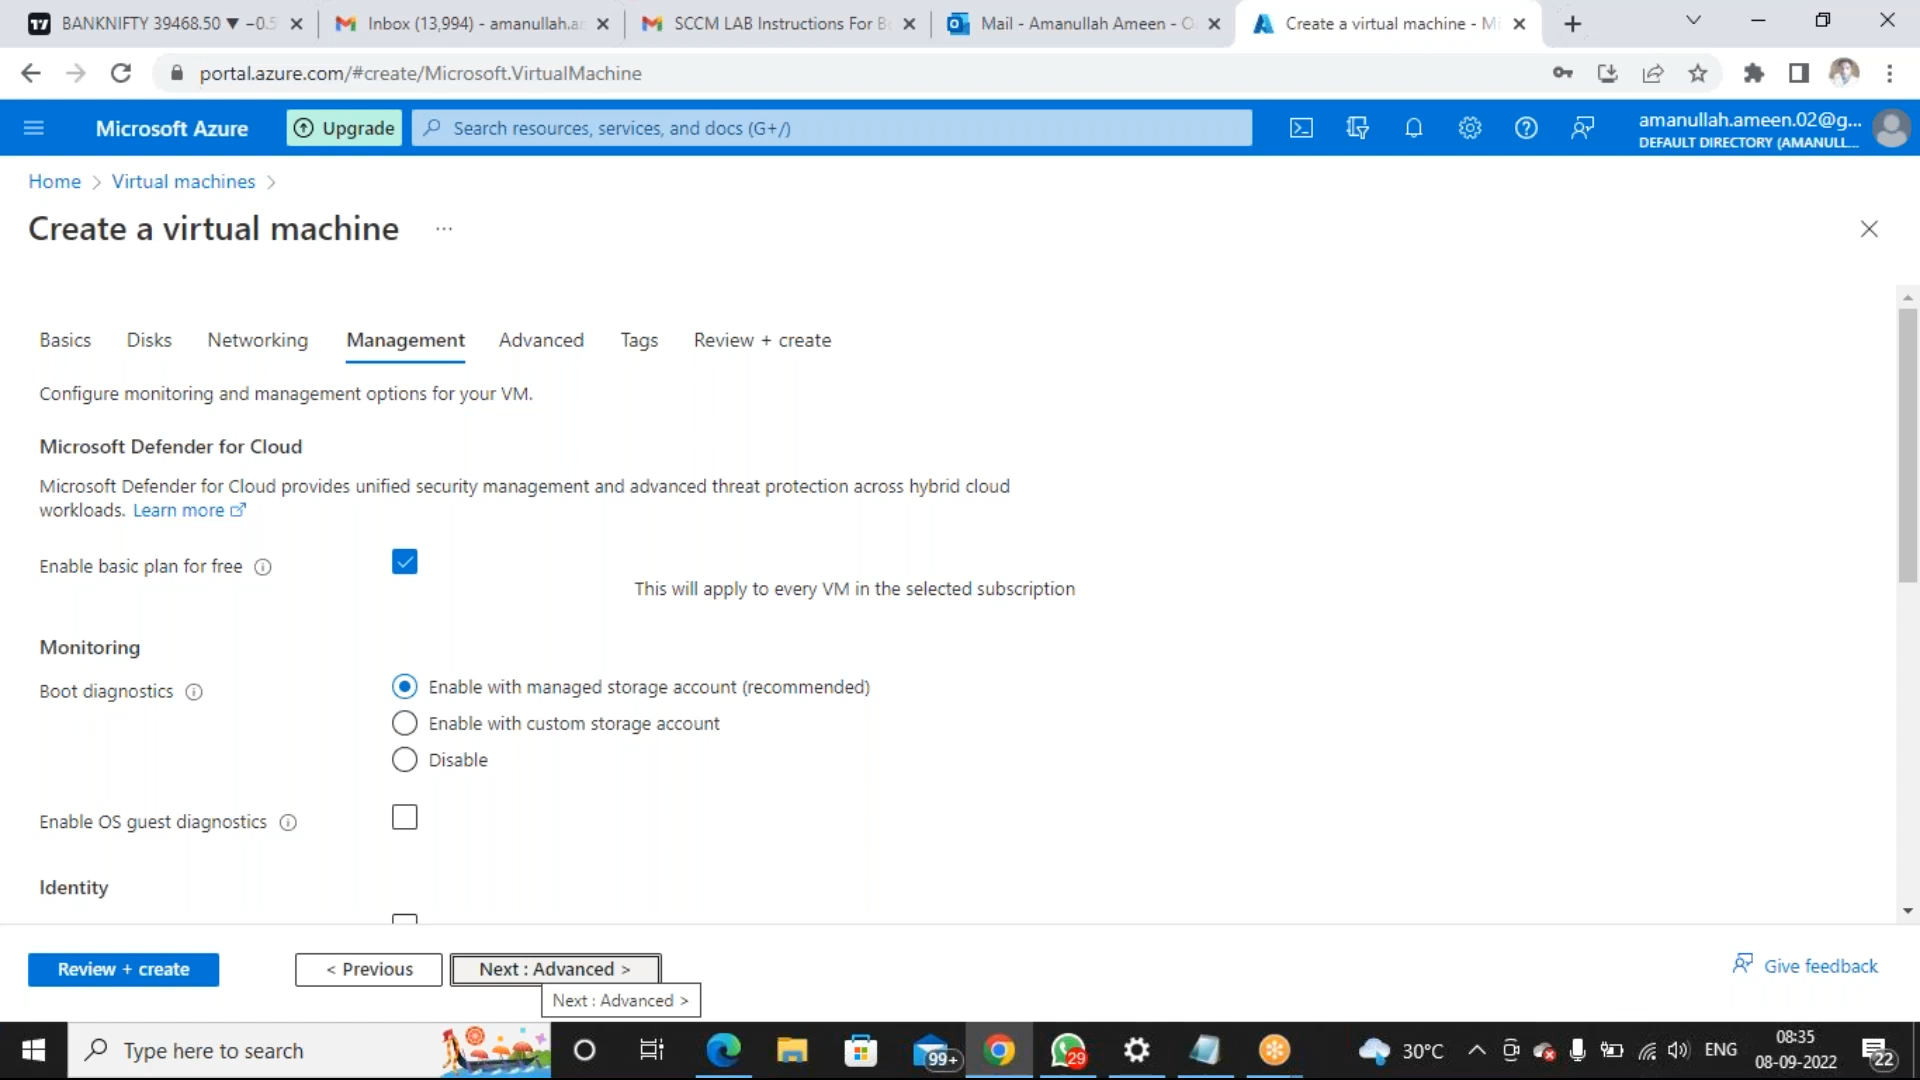 BANKNIFTY 39468.50 ▼ −0.5
Inbox (13,994) - amanullah.a
SCCM LAB Instructions For B
Mail - Amanullah Ameen - O
Create a virtual machine - M
portal.azure.com/#create/Microsoft.VirtualMachine
Microsoft Azure
Upgrade
Search resources, services, and docs (G+/)
amanullah.ameen.02@g...
DEFAULT DIRECTORY (AMANULL...
Home > Virtual machines >
Create a virtual machine ...
Basics Disks Networking Management Advanced Tags Review + create
Configure monitoring and management options for your VM.
Microsoft Defender for Cloud
Microsoft Defender for Cloud provides unified security management and advanced threat protection across hybrid cloud
workloads. Learn more
Enable basic plan for free
This will apply to every VM in the selected subscription
Monitoring
Boot diagnostics
Enable with managed storage account (recommended)
Enable with custom storage account
Disable
Enable OS guest diagnostics
Identity
Review + create
< Previous
Next : Advanced >
Next : Advanced >
Give feedback
Type here to search
99+
29
30°C
ENG
08:35
08-09-2022
22